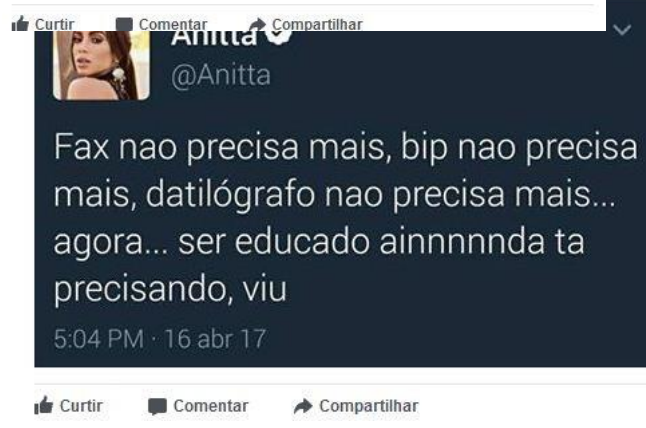 Curtir Comentar Compartilhar
Anitta
@Anitta
Fax nao precisa mais, bip nao precisa
mais, datilógrafo nao precisa mais...
agora... ser educado ainnnnnda ta
precisando, viu
5:04 PM · 16 abr 17
Curtir Comentar Compartilhar